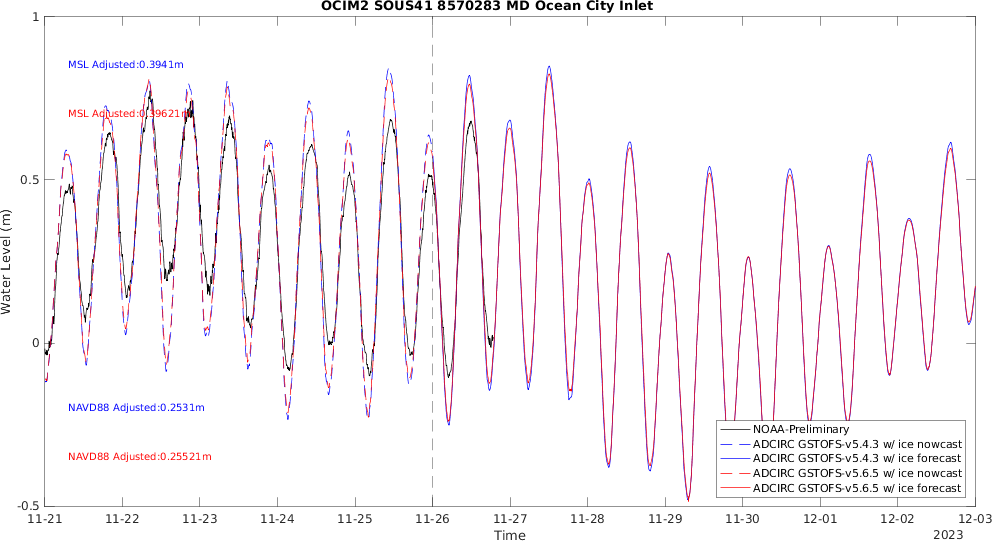 OCIM2 SOUS41 8570283 MD Ocean City Inlet
1
MSL Adjusted:0.3941m
MSL Adjusted:0.39621m
0.5
Water Level (m)
0
NAVD88 Adjusted:0.2531m
NAVD88 Adjusted:0.25521m
-0.5
NOAA-Preliminary
ADCIRC GSTOFS-v5.4.3 w/ ice nowcast
ADCIRC GSTOFS-v5.4.3 w/ ice forecast
ADCIRC GSTOFS-v5.6.5 w/ ice nowcast
ADCIRC GSTOFS-v5.6.5 w/ ice forecast
11-21 11-22 11-23 11-24 11-25 11-26 11-27 11-28 11-29 11-30 12-01 12-02 12-03
Time
2023